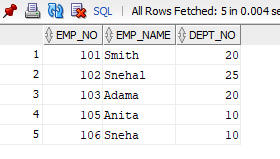 SQL | All Rows Fetched: 5 in 0.004 se
EMP_NO EMP_NAME DEPT_NO
1 101 Smith 20
2 102 Snehal 25
3 103 Adama 20
4 105 Anita 10
5 106 Sneha 10